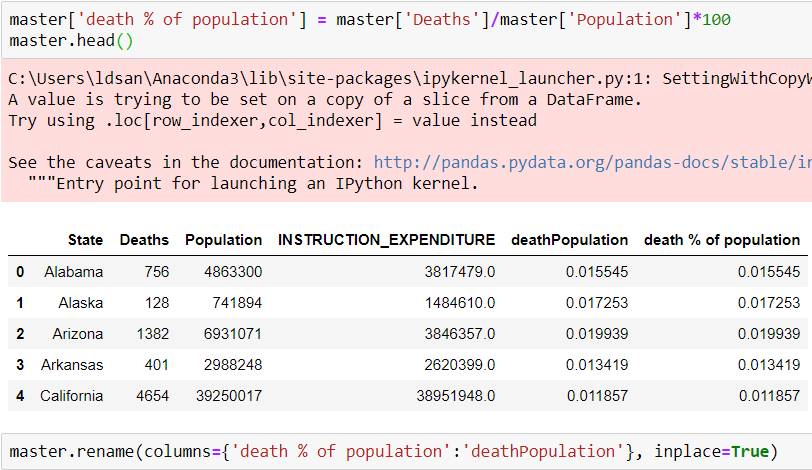 master['death % of population'] = master['Deaths']/master['Population']*100
master.head()
C:\Users\ldsan\Anaconda3\lib\site-packages\ipykernel_launcher.py:1:
A value is trying to be set on a copy of a slice from a DataFrame.
Try using .loc[row_indexer,col_indexer] = value instead
See the caveats in the documentation: http://pandas.pydata.org/pandas-docs/stable/
"""Entry point for launching an IPython kernel.
State Deaths Population INSTRUCTION_EXPENDITURE deathPopulation death % of population
0 Alabama 756 4863300 3817479.0 0.015545 0.015545
1 Alaska 128 741894 1484610.0 0.017253 0.017253
2 Arizona 1382 6931071 3846357.0 0.019939 0.019939
3 Arkansas 401 2988248 2620399.0 0.013419 0.013419
4 California 4654 39250017 38951948.0 0.011857 0.011857
master.rename(columns={'death % of population':'deathPopulation'}, inplace=True)